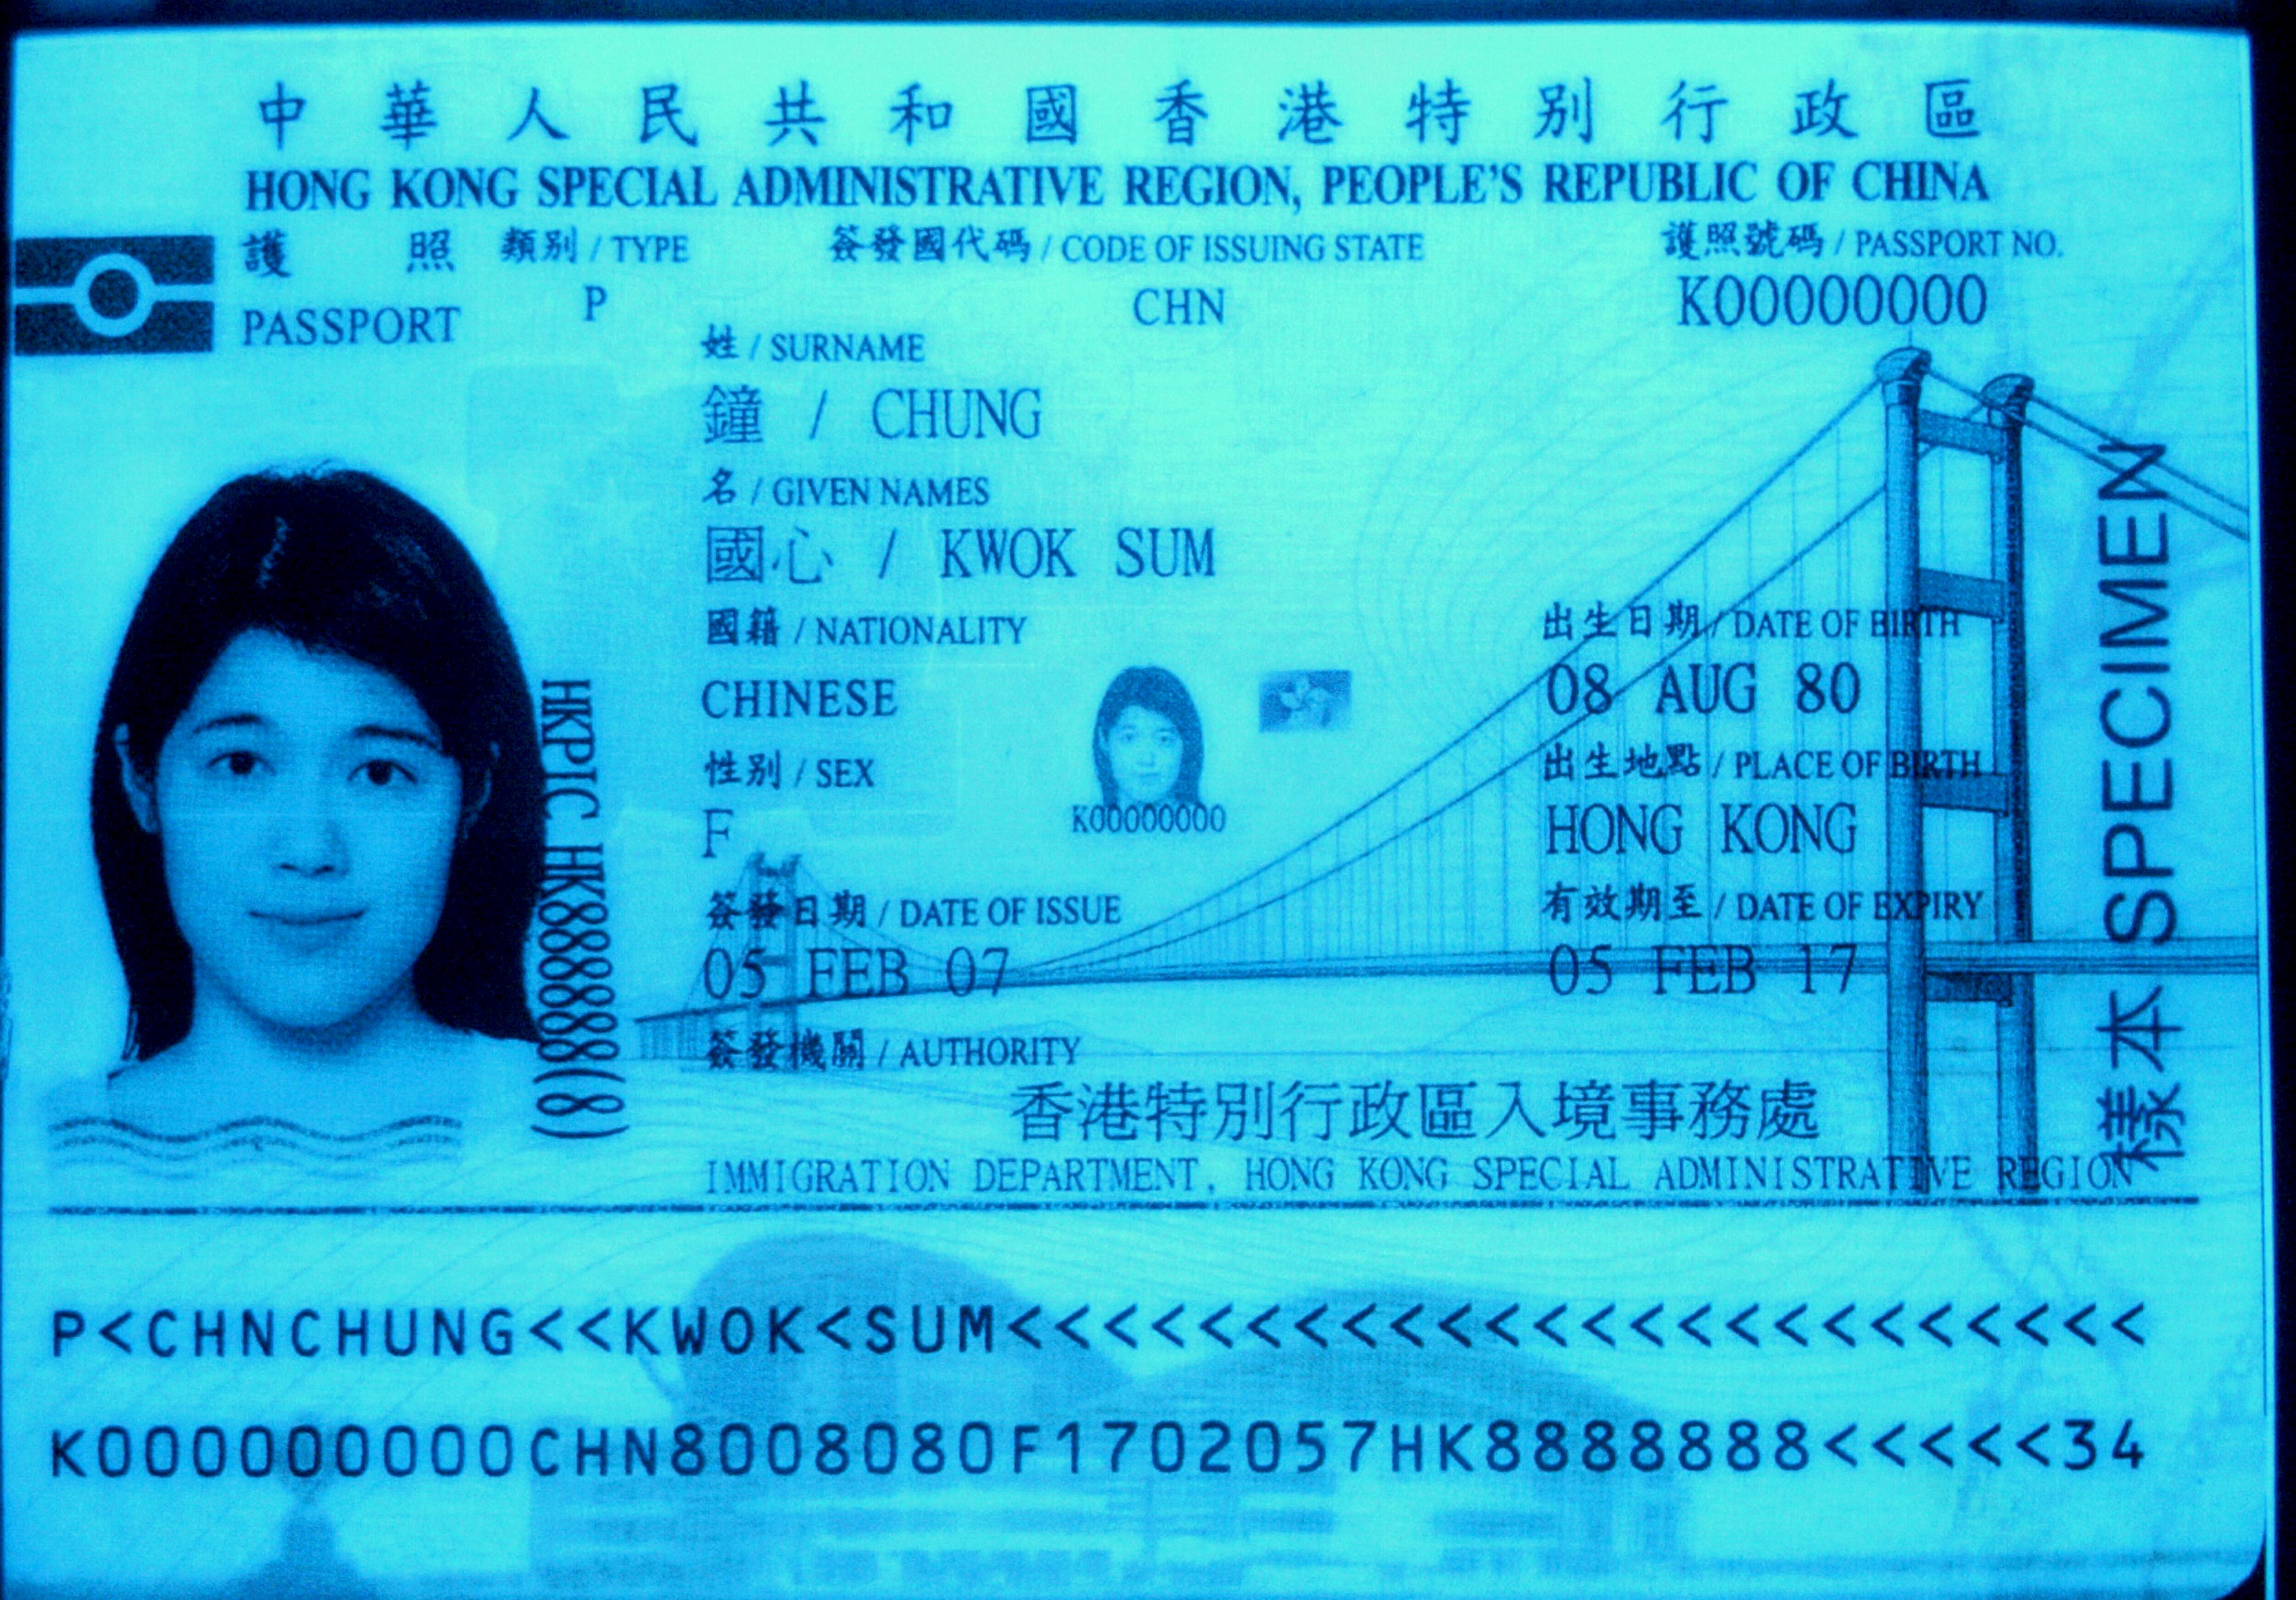 中華人民共和國香港特別行政區
HONG KONG SPECIAL ADMINISTRATIVE REGION, PEOPLE'S REPUBLIC OF CHINA
護照 類別 / TYPE 簽發國代碼 / CODE OF ISSUING STATE 護照號碼 / PASSPORT NO.
PASSPORT P CHN K00000000
姓 / SURNAME
鐘 / CHUNG
名 / GIVEN NAMES
國心 / KWOK SUM
國籍 / NATIONALITY 出生日期 / DATE OF BIRTH
CHINESE 08 AUG 80
性別 / SEX 出生地點 / PLACE OF BIRTH
F K00000000 HONG KONG
簽發日期 / DATE OF ISSUE 有效期至 / DATE OF EXPIRY
05 FEB 07 05 FEB 17
簽發機關 / AUTHORITY
香港特別行政區入境事務處
IMMIGRATION DEPARTMENT, HONG KONG SPECIAL ADMINISTRATIVE REGION
HKPIC HK8888888(8)
樣本 SPECIMEN
P<CHNCHUNG<<KWOK<SUM<<<<<<<<<<<<<<<<<<<<<<<<
K000000000CHN8008080F1702057HK8888888<<<<<34